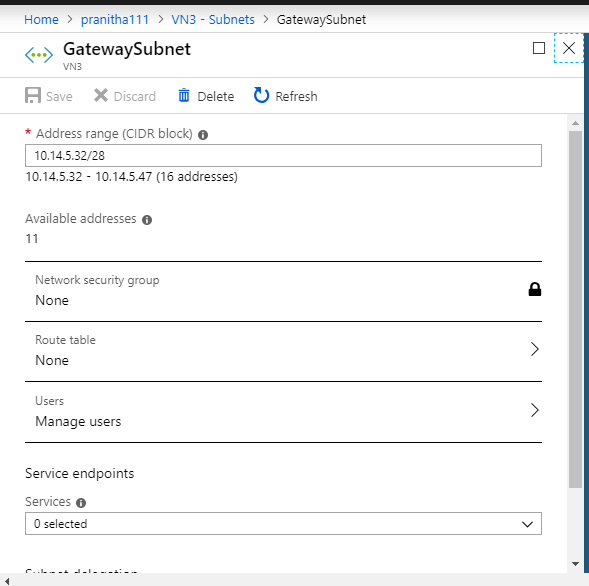 Home > pranitha111 > VN3 - Subnets > GatewaySubnet
GatewaySubnet
VN3
Save Discard Delete Refresh
* Address range (CIDR block)
10.14.5.32/28
10.14.5.32 - 10.14.5.47 (16 addresses)
Available addresses
11
Network security group
None
Route table
None
Users
Manage users
Service endpoints
Services
0 selected
Subnet delegation